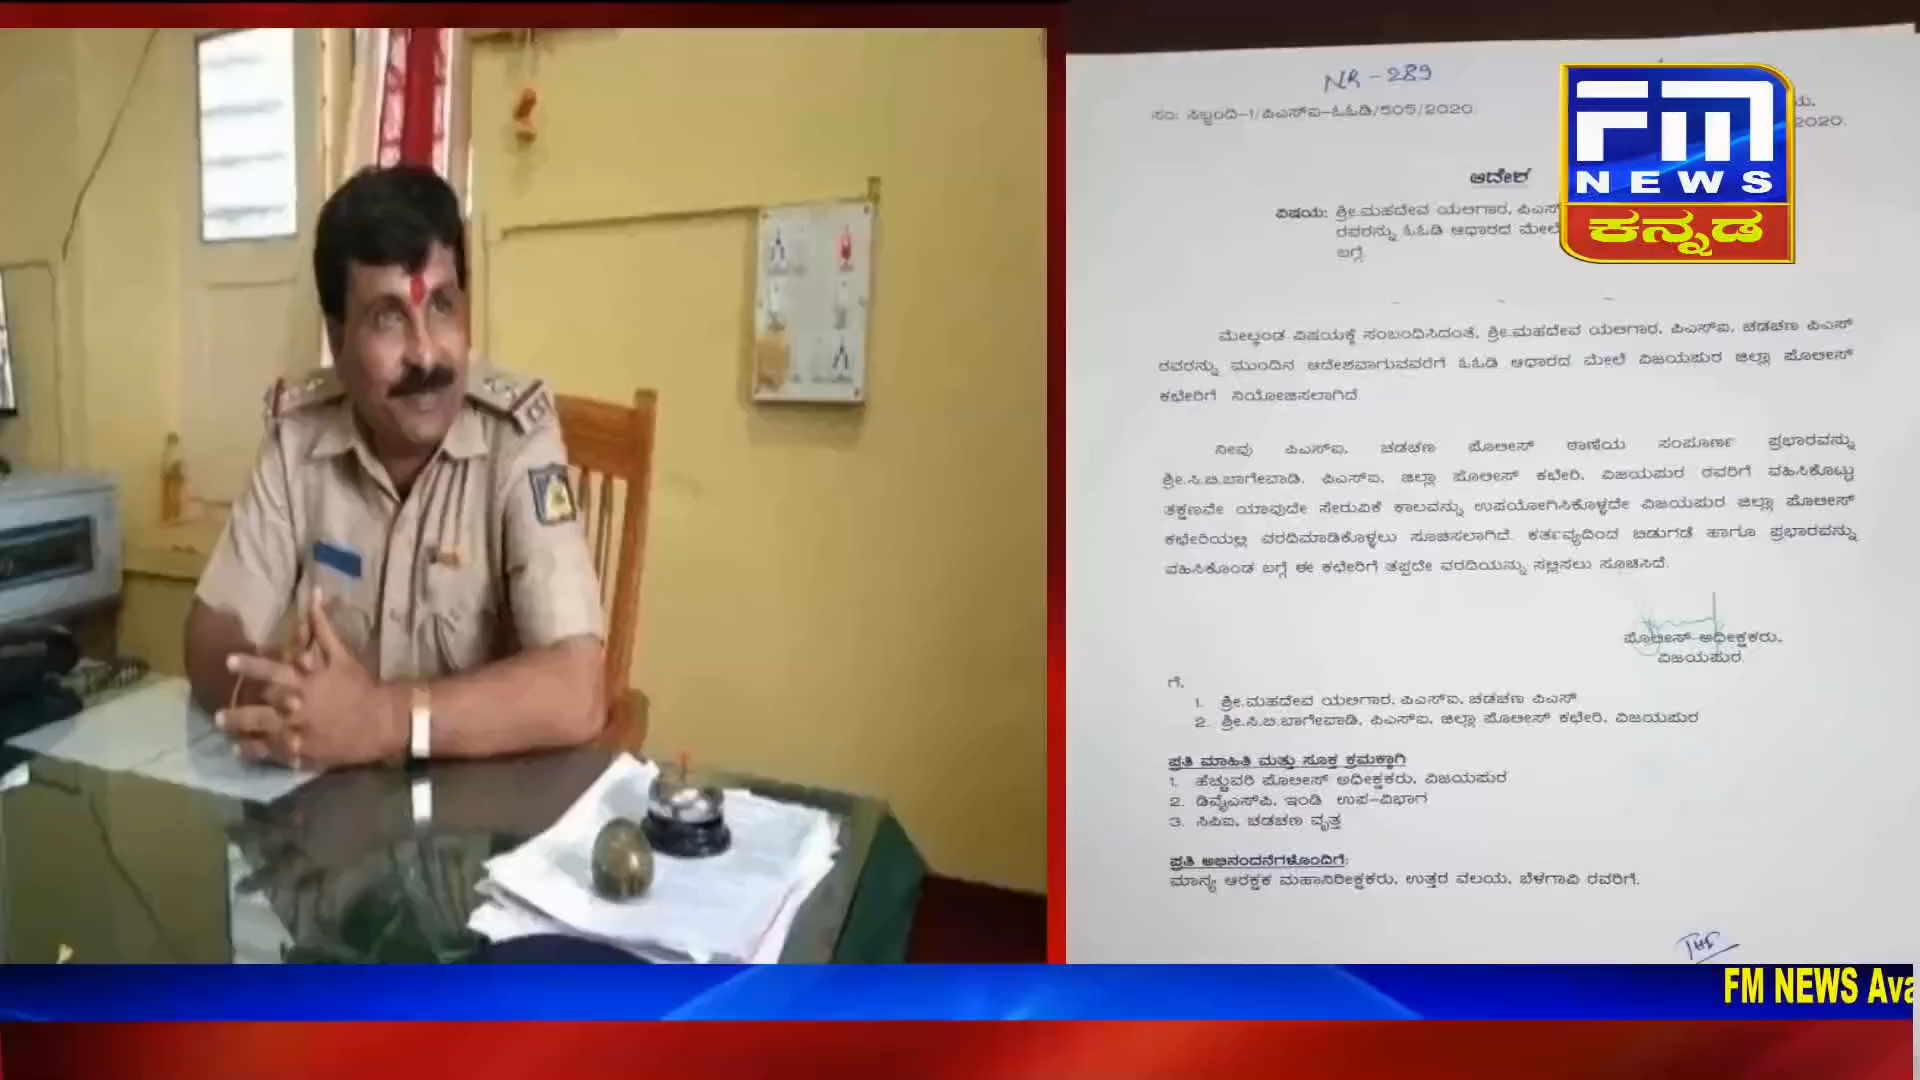 NR - 289
ಸಂ: ಸಿಬ್ಬಂದಿ-1/ಪಿಎಸ್ಐ-ಓಓಡಿ/505/2020
2020.
ಆದೇಶ
ವಿಷಯ: ಶ್ರೀ.ಮಹದೇವ ಯಲಿಗಾರ, ಪಿಎಸ್
ರವರನ್ನು ಓಓಡಿ ಆಧಾರದ ಮೇಲೆ
ಬಗ್ಗೆ
ಮೇಲ್ಕಂಡ ವಿಷಯಕ್ಕೆ ಸಂಬಂಧಿಸಿದಂತೆ, ಶ್ರೀ.ಮಹದೇವ ಯಲಿಗಾರ, ಪಿಎಸ್ಐ, ಚಡಚಣ ಪಿಎಸ್
ರವರನ್ನು ಮುಂದಿನ ಆದೇಶವಾಗುವವರೆಗೆ ಓಓಡಿ ಆಧಾರದ ಮೇಲೆ ವಿಜಯಪುರ ಜಿಲ್ಲಾ ಪೊಲೀಸ್
ಕಛೇರಿಗೆ ನಿಯೋಜಿಸಲಾಗಿದೆ
ನೀವು ಪಿಎಸ್ಐ, ಚಡಚಣ ಪೊಲೀಸ್ ಠಾಣೆಯ ಸಂಪೂರ್ಣ ಪ್ರಭಾರವನ್ನು
ಶ್ರೀ.ಸಿ.ಬಿ.ಬಾಗೇವಾಡಿ, ಪಿಎಸ್ಐ, ಜಿಲ್ಲಾ ಪೊಲೀಸ್ ಕಛೇರಿ, ವಿಜಯಪುರ ರವರಿಗೆ ವಹಿಸಿಕೊಟ್ಟು
ತಕ್ಷಣವೇ ಯಾವುದೇ ಸೇರುವಿಕೆ ಕಾಲವನ್ನು ಉಪಯೋಗಿಸಿಕೊಳ್ಳದೇ ವಿಜಯಪುರ ಜಿಲ್ಲಾ ಪೊಲೀಸ್
ಕಛೇರಿಯಲ್ಲಿ ವರದಿಮಾಡಿಕೊಳ್ಳಲು ಸೂಚಿಸಲಾಗಿದೆ. ಕರ್ತವ್ಯದಿಂದ ಬಿಡುಗಡೆ ಹಾಗೂ ಪ್ರಭಾರವನ್ನು
ವಹಿಸಿಕೊಂಡ ಬಗ್ಗೆ ಈ ಕಛೇರಿಗೆ ತಪ್ಪದೇ ವರದಿಯನ್ನು ಸಲ್ಲಿಸಲು ಸೂಚಿಸಿದೆ.
ಪೊಲೀಸ್ ಅಧೀಕ್ಷಕರು,
ವಿಜಯಪುರ.
ಗೆ,
1. ಶ್ರೀ.ಮಹದೇವ ಯಲಿಗಾರ, ಪಿಎಸ್ಐ, ಚಡಚಣ ಪಿಎಸ್
2. ಶ್ರೀ.ಸಿ.ಬಿ.ಬಾಗೇವಾಡಿ, ಪಿಎಸ್ಐ, ಜಿಲ್ಲಾ ಪೊಲೀಸ್ ಕಛೇರಿ, ವಿಜಯಪುರ
ಪ್ರತಿ ಮಾಹಿತಿ ಮತ್ತು ಸೂಕ್ತ ಕ್ರಮಕ್ಕಾಗಿ
1. ಹೆಚ್ಚುವರಿ ಪೊಲೀಸ್ ಅಧೀಕ್ಷಕರು, ವಿಜಯಪುರ
2. ಡಿವೈಎಸ್‌ಪಿ, ಇಂಡಿ ಉಪ-ವಿಭಾಗ
3. ಸಿಪಿಐ, ಚಡಚಣ ವೃತ್ತ
ಪ್ರತಿ ಅಭಿನಂದನೆಗಳೊಂದಿಗೆ:
ಮಾನ್ಯ ಆರಕ್ಷಕ ಮಹಾನಿರೀಕ್ಷಕರು, ಉತ್ತರ ವಲಯ, ಬೆಳಗಾವಿ ರವರಿಗೆ.
FM
NEWS
ಕನ್ನಡ
FM NEWS Ava